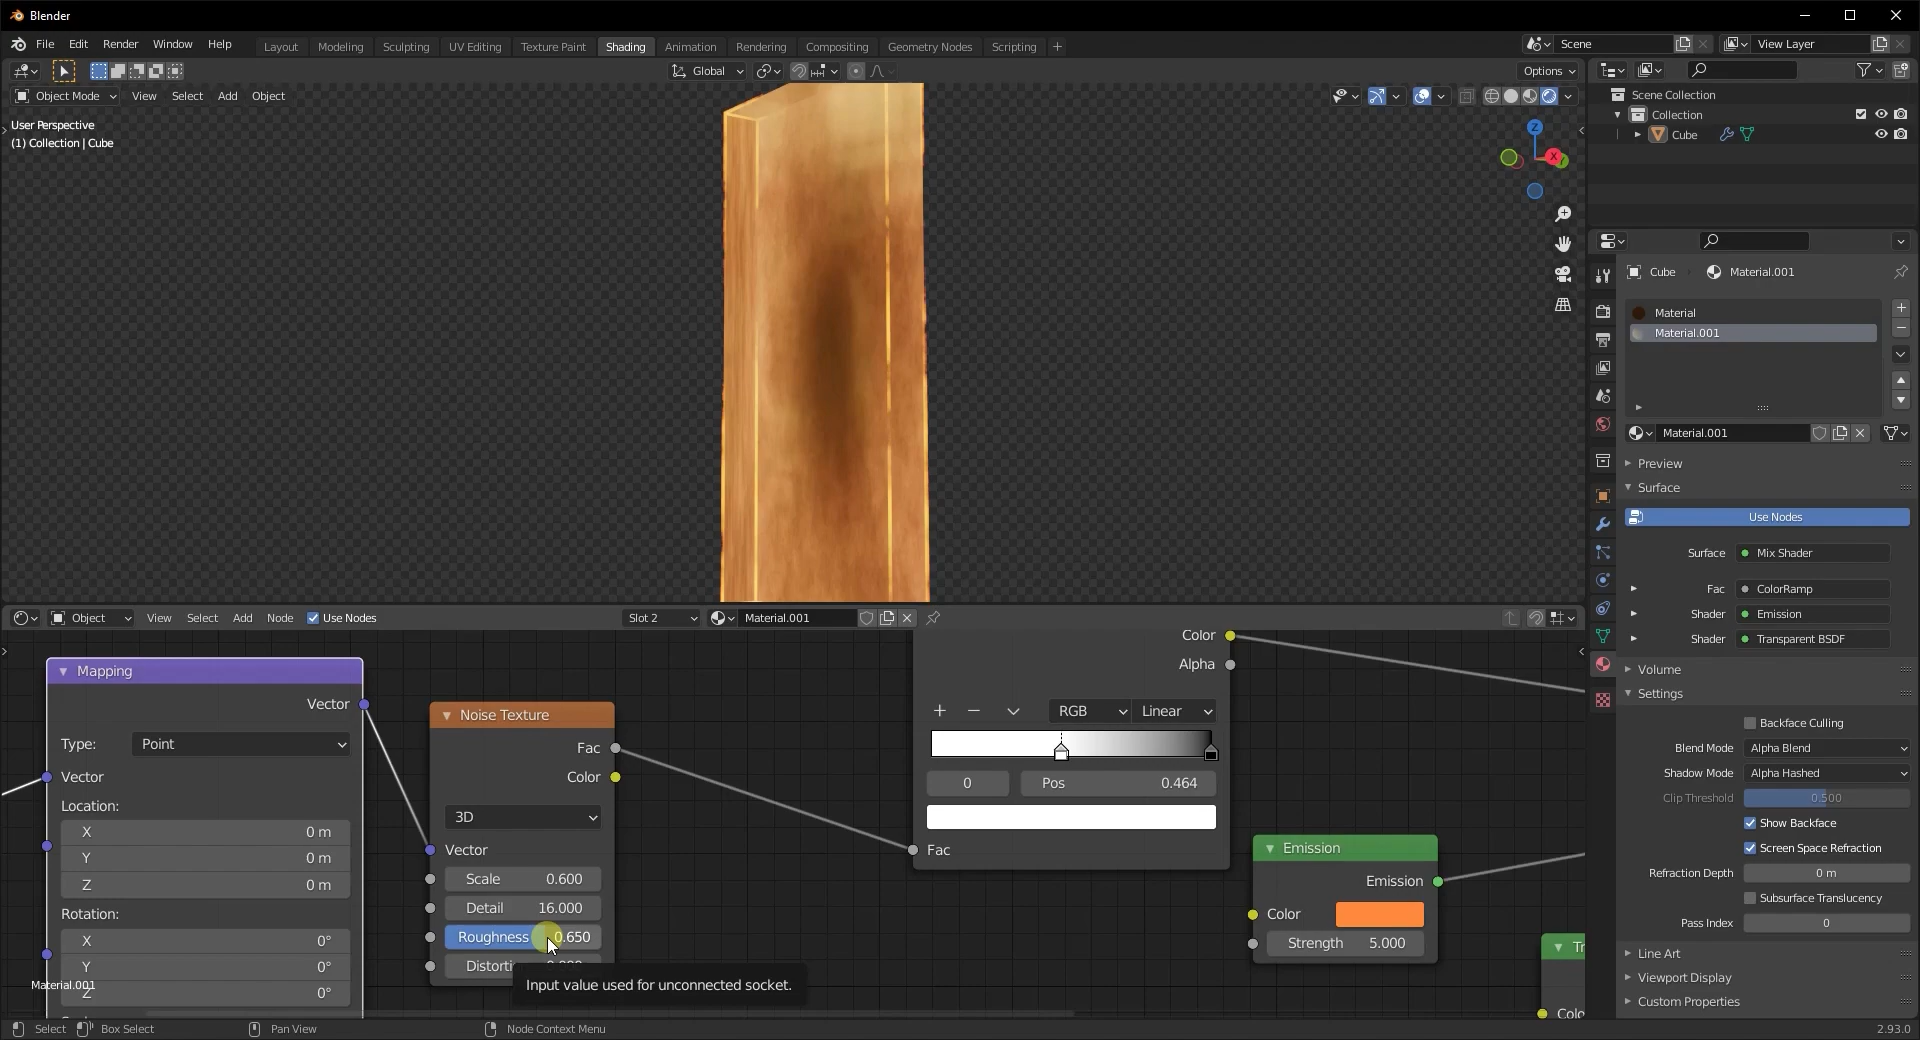 Blender
File Edit Render Window Help
Layout Modeling Sculpting UV Editing Texture Paint Shading Animation Rendering Compositing Geometry Nodes Scripting +
Scene
View Layer
Global
Options
Object Mode View Select Add Object
User Perspective
(1) Collection | Cube
Z
X
Y
Scene Collection
Collection
Cube
Cube Material.001
Material
Material.001
Material.001
Preview
Surface
Use Nodes
Surface Mix Shader
Fac ColorRamp
Shader Emission
Shader Transparent BSDF
Volume
Settings
Backface Culling
Blend Mode Alpha Blend
Shadow Mode Alpha Hashed
Clip Threshold 0.500
Show Backface
Screen Space Refraction
Refraction Depth 0 m
Subsurface Translucency
Pass Index 0
Line Art
Viewport Display
Custom Properties
Object View Select Add Node Use Nodes
Slot 2
Material.001
Mapping
Vector
Type: Point
Vector
Location:
X 0 m
Y 0 m
Z 0 m
Rotation:
X 0°
Y 0°
Z 0°
Material.001
Noise Texture
Fac
Color
3D
Vector
Scale 0.600
Detail 16.000
Roughness 0.650
Distorti
Input value used for unconnected socket.
Color
Alpha
+ − RGB Linear
0 Pos 0.464
Fac
Emission
Emission
Color
Strength 5.000
Tr
Colo
Select Box Select Pan View Node Context Menu
2.93.0